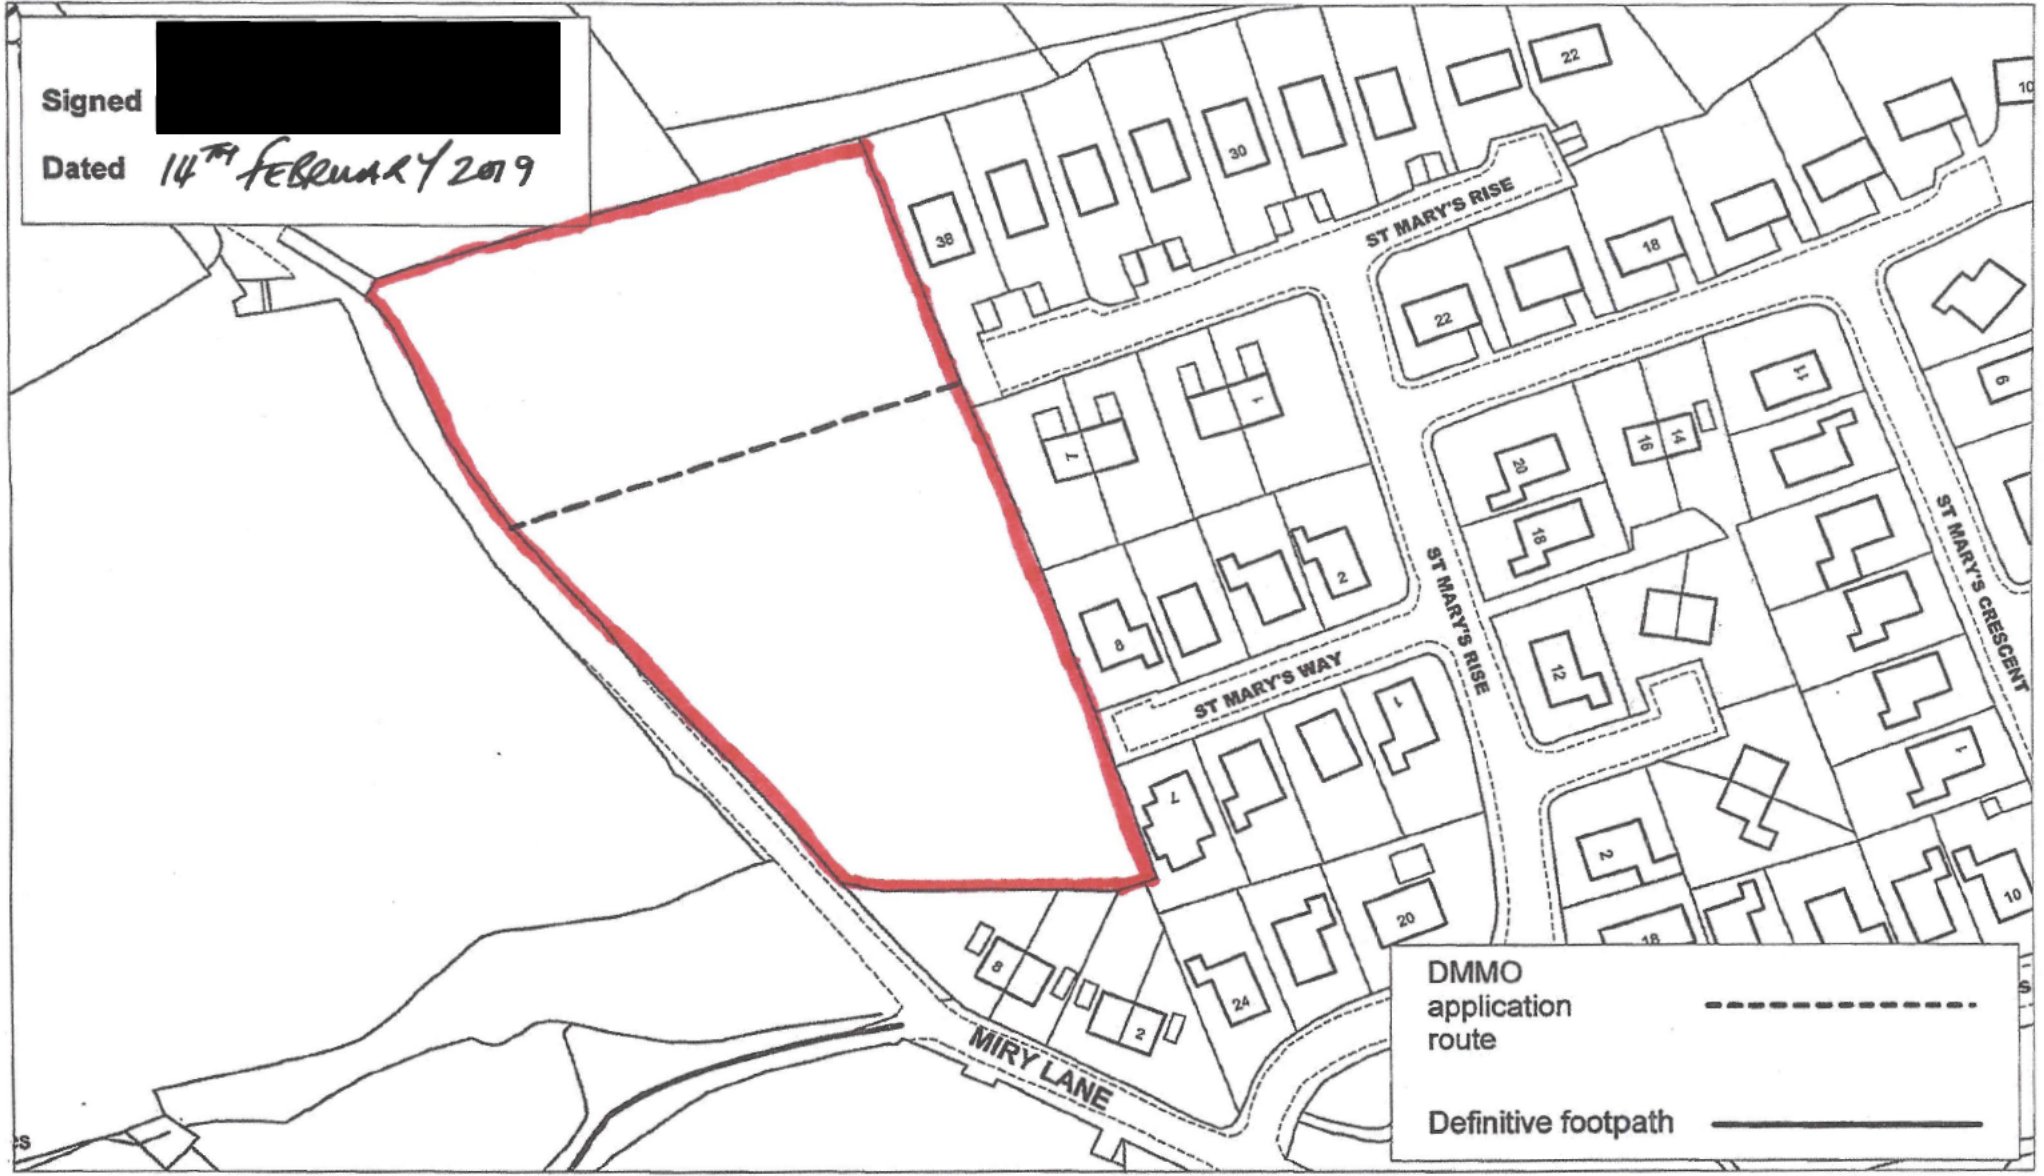 Signed
Dated 14TH FEBRUARY 2019
22
10
30
38
ST MARY'S RISE
18
22
1
7
11
9
16
14
20
18
2
8
ST MARY'S RISE
ST MARY'S CRESCENT
ST MARY'S WAY
12
1
7
1
2
20
10
18
24
8
2
MIRY LANE
DMMO
application
route
Definitive footpath
es
s